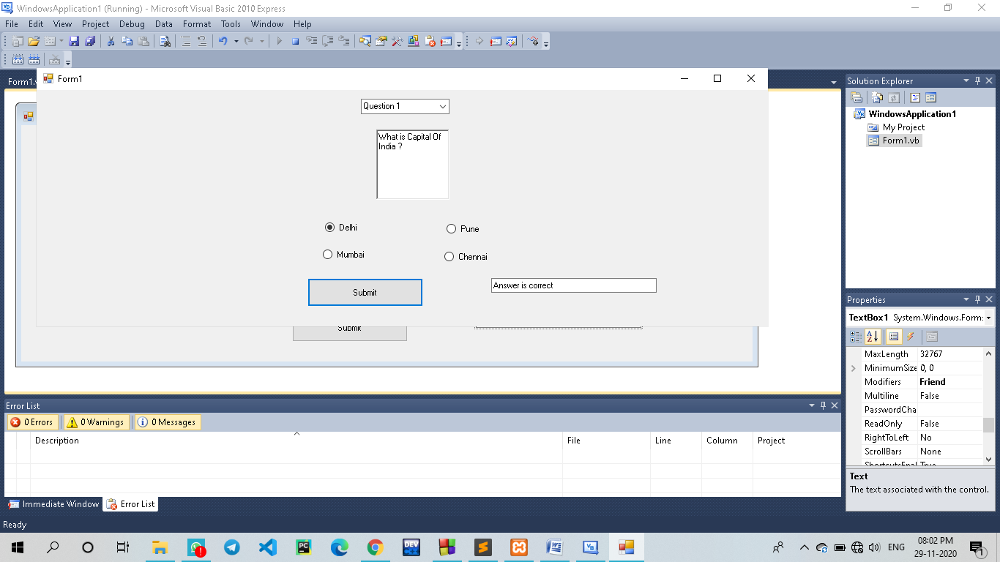 WindowsApplication1 (Running) - Microsoft Visual Basic 2010 Express
File Edit View Project Debug Data Format Tools Window Help
Form1.
Form1
Question 1
What is Capital Of
India ?
Delhi
Pune
Mumbai
Chennai
Submit
Answer is correct
Submit
Solution Explorer
WindowsApplication1
My Project
Form1.vb
Properties
TextBox1 System.Windows.Form:
MaxLength 32767
MinimumSize 0, 0
Modifiers Friend
Multiline False
PasswordCha
ReadOnly False
RightToLeft No
ScrollBars None
ShortcutsEnal True
Text
The text associated with the control.
Error List
0 Errors 0 Warnings 0 Messages
Description File Line Column Project
Immediate Window Error List
Ready
DEV
ENG
08:02 PM
29-11-2020
1